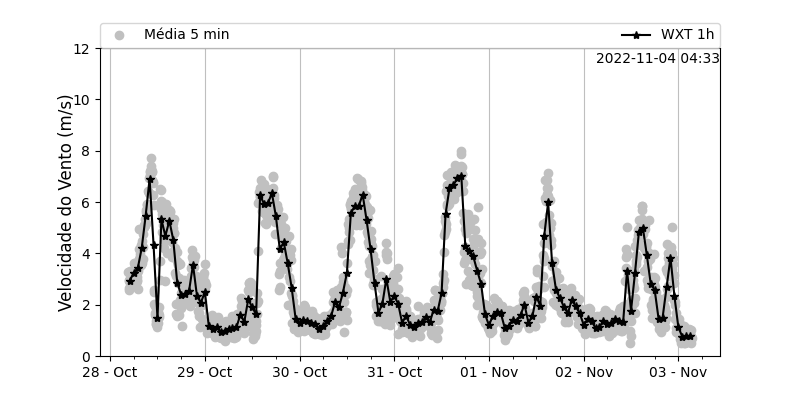 Média 5 min
WXT 1h
2022-11-04 04:33
Velocidade do Vento (m/s)
12
10
8
6
4
2
0
28 - Oct
29 - Oct
30 - Oct
31 - Oct
01 - Nov
02 - Nov
03 - Nov